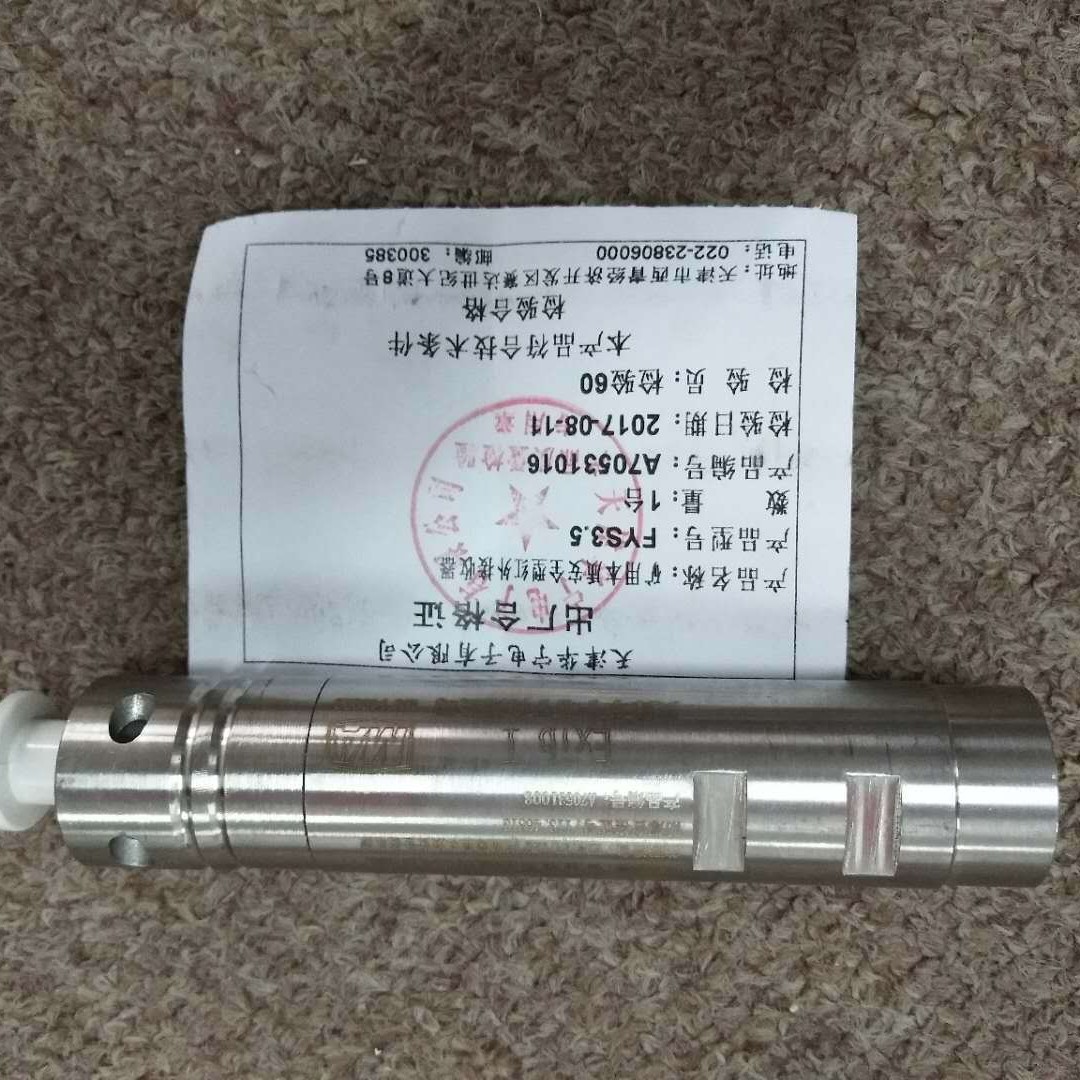 天津华宁电子有限公司
出厂合格证
产品名称：矿用本质安全型红外接收器
产品型号：FYS3.5
数 量：1台
产品编号：A70531016
检验日期：2017-08-11
检 验 员：检验60
本产品符合技术条件
检验合格
地址：天津市西青经济开发区赛达世纪大道8号
电话：022-23806000 邮编：300385
产品编号:A70531008